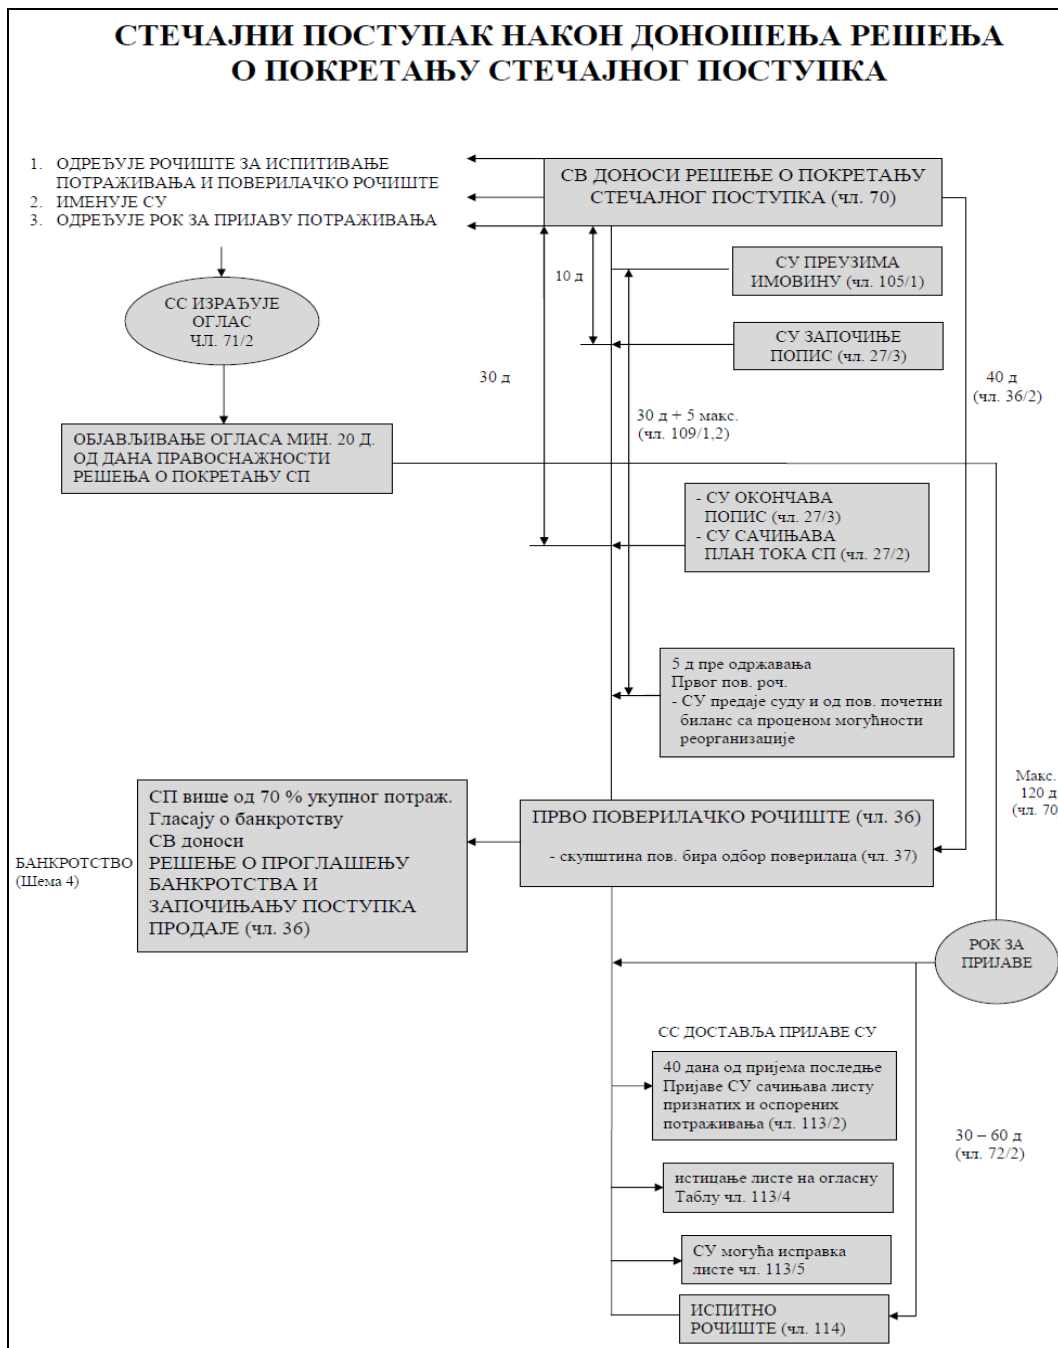 СТЕЧАЈНИ ПОСТУПАК НАКОН ДОНОШЕЊА РЕШЕЊА
О ПОКРЕТАЊУ СТЕЧАЈНОГ ПОСТУПКА
1. ОДРЕЂУЈЕ РОЧИШТЕ ЗА ИСПИТИВАЊЕ
ПОТРАЖИВАЊА И ПОВЕРИЛАЧКО РОЧИШТЕ
2. ИМЕНУЈЕ СУ
3. ОДРЕЂУЈЕ РОК ЗА ПРИЈАВУ ПОТРАЖИВАЊА
СВ ДОНОСИ РЕШЕЊЕ О ПОКРЕТАЊУ
СТЕЧАЈНОГ ПОСТУПКА (чл. 70)
10 д
СУ ПРЕУЗИМА
ИМОВИНУ (чл. 105/1)
СС ИЗРАЂУЈЕ
ОГЛАС
ЧЛ. 71/2
СУ ЗАПОЧИЊЕ
ПОПИС (чл. 27/3)
30 д
40 д
(чл. 36/2)
30 д + 5 макс.
(чл. 109/1,2)
ОБЈАВЉИВАЊЕ ОГЛАСА МИН. 20 Д.
ОД ДАНА ПРАВОСНАЖНОСТИ
РЕШЕЊА О ПОКРЕТАЊУ СП
- СУ ОКОНЧАВА
ПОПИС (чл. 27/3)
- СУ САЧИЊАВА
ПЛАН ТОКА СП (чл. 27/2)
5 д пре одржавања
Првог пов. роч.
- СУ предаје суду и од пов. почетни
биланс са проценом могућности
реорганизације
Макс.
120 д
(чл. 70
СП више од 70 % укупног потраж.
Гласају о банкротству
СВ доноси
РЕШЕЊЕ О ПРОГЛАШЕЊУ
БАНКРОТСТВА И
ЗАПОЧИЊАЊУ ПОСТУПКА
ПРОДАЈЕ (чл. 36)
БАНКРОТСТВО
(Шема 4)
ПРВО ПОВЕРИЛАЧКО РОЧИШТЕ (чл. 36)
- скупштина пов. бира одбор поверилаца (чл. 37)
РОК ЗА
ПРИЈАВЕ
СС ДОСТАВЉА ПРИЈАВЕ СУ
40 дана од пријема последње
Пријаве СУ сачињава листу
признатих и оспорених
потраживања (чл. 113/2)
30 – 60 д
(чл. 72/2)
истицање листе на огласну
Таблу чл. 113/4
СУ могућа исправка
листе чл. 113/5
ИСПИТНО
РОЧИШТЕ (чл. 114)